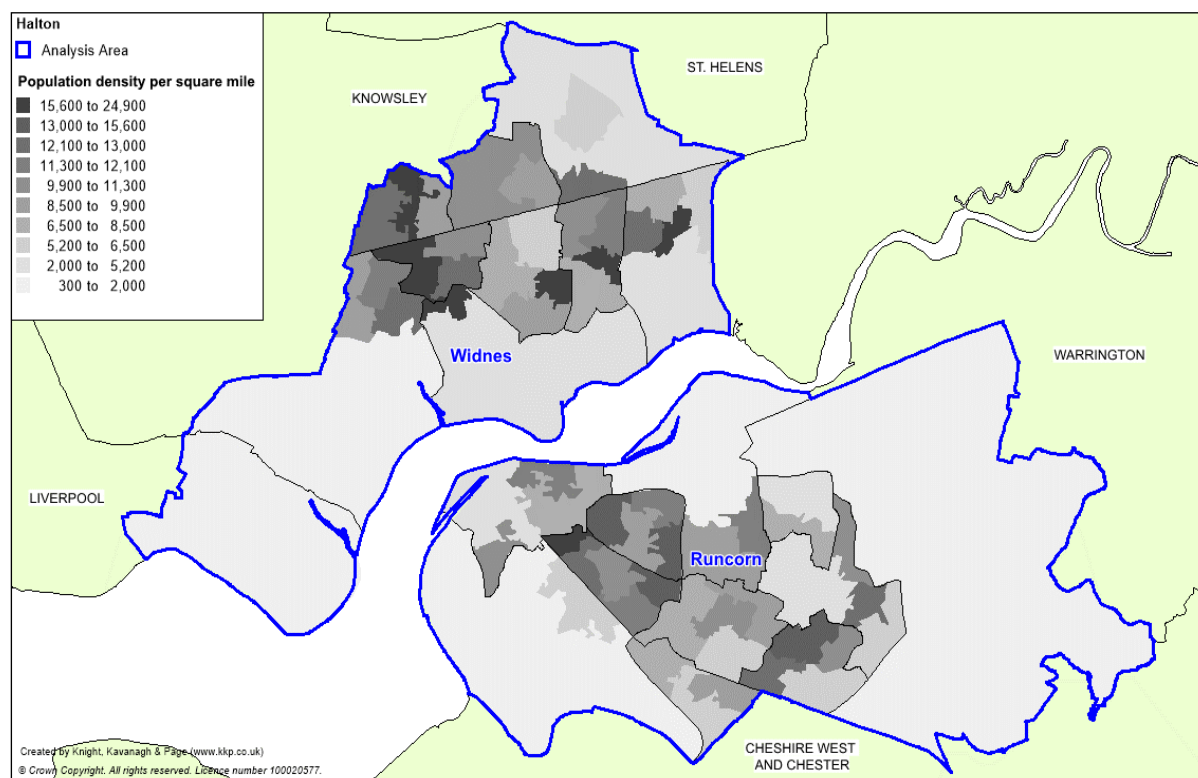 Halton
Analysis Area
Population density per square mile
15,600 to 24,900
13,000 to 15,600
12,100 to 13,000
11,300 to 12,100
9,900 to 11,300
8,500 to 9,900
6,500 to 8,500
5,200 to 6,500
2,000 to 5,200
300 to 2,000
ST. HELENS
KNOWSLEY
Widnes
WARRINGTON
LIVERPOOL
Runcorn
CHESHIRE WEST
AND CHESTER
Created by Knight, Kavanagh & Page (www.kkp.co.uk)
© Crown Copyright. All rights reserved. Licence number 100020577.